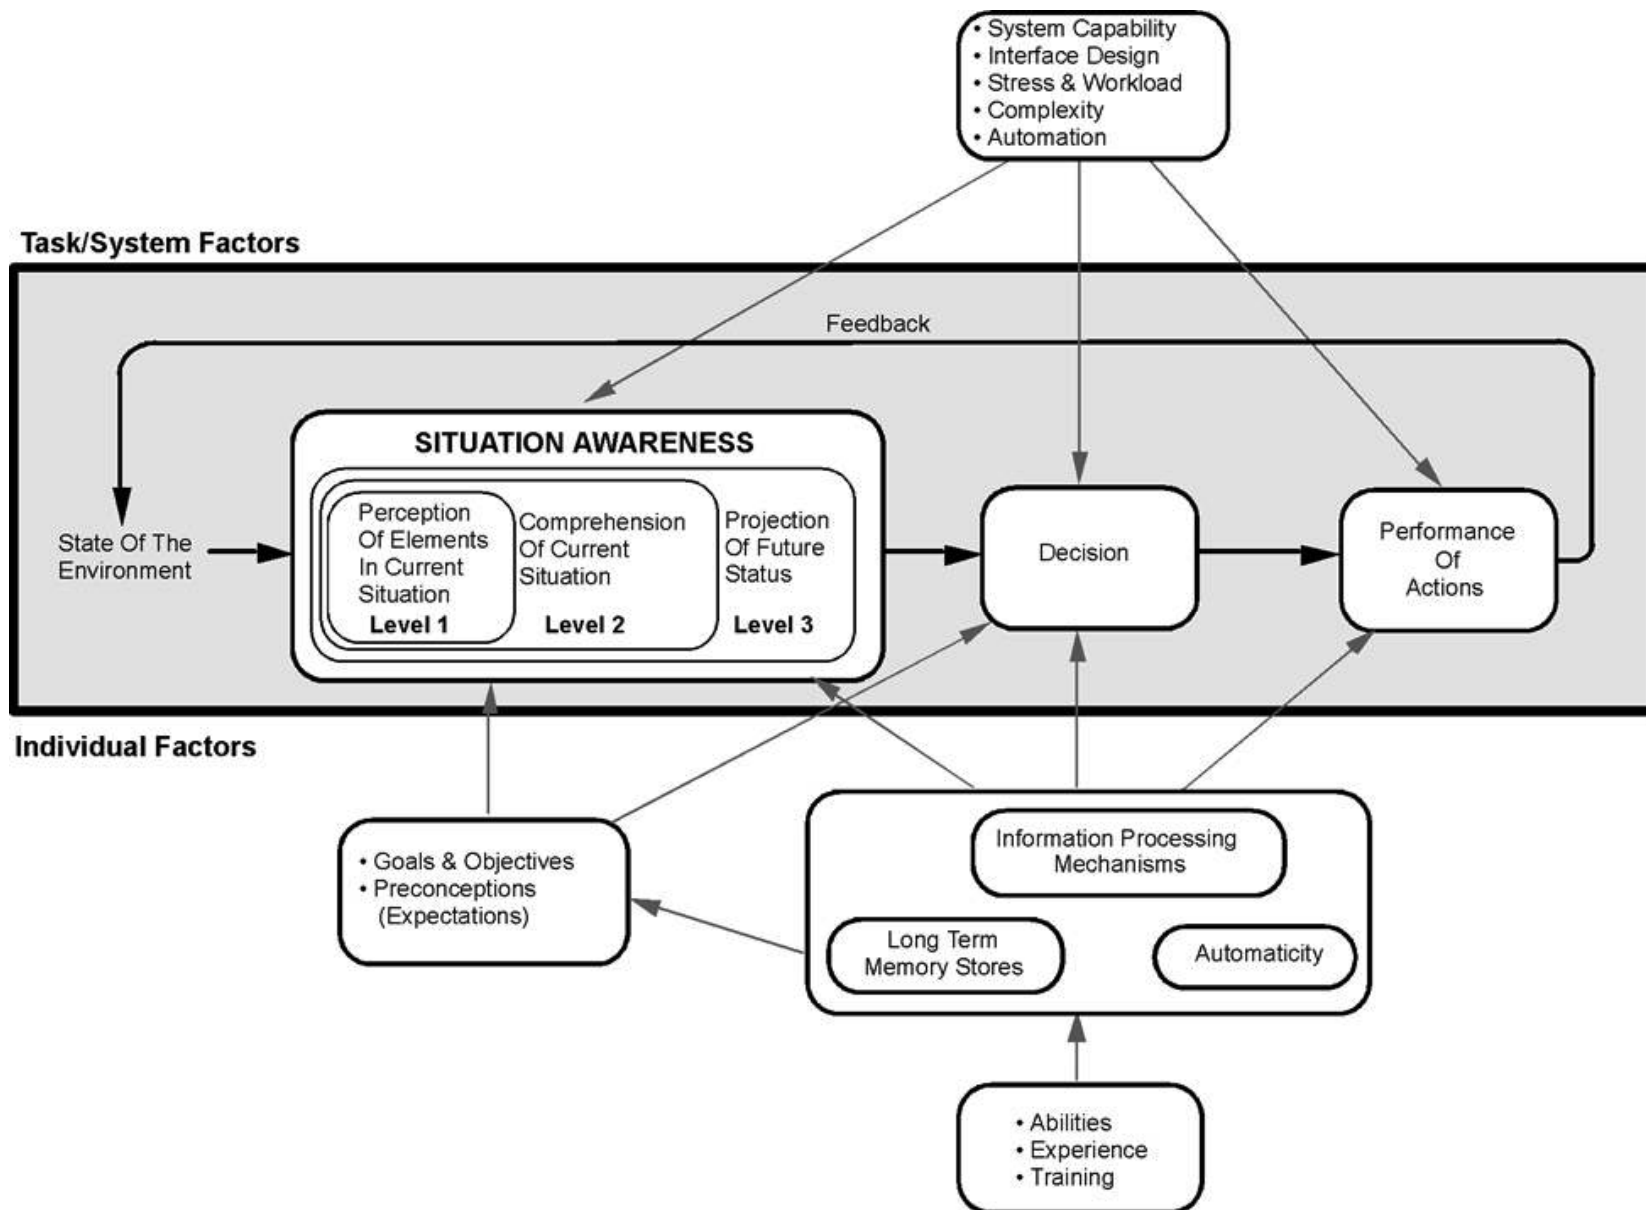 • System Capability
• Interface Design
• Stress & Workload
• Complexity
• Automation
Task/System Factors
Feedback
SITUATION AWARENESS
State Of The
Environment
Perception
Of Elements
In Current
Situation
Level 1
Comprehension
Of Current
Situation
Level 2
Projection
Of Future
Status
Level 3
Decision
Performance
Of
Actions
Individual Factors
• Goals & Objectives
• Preconceptions
(Expectations)
Information Processing
Mechanisms
Long Term
Memory Stores
Automaticity
• Abilities
• Experience
• Training